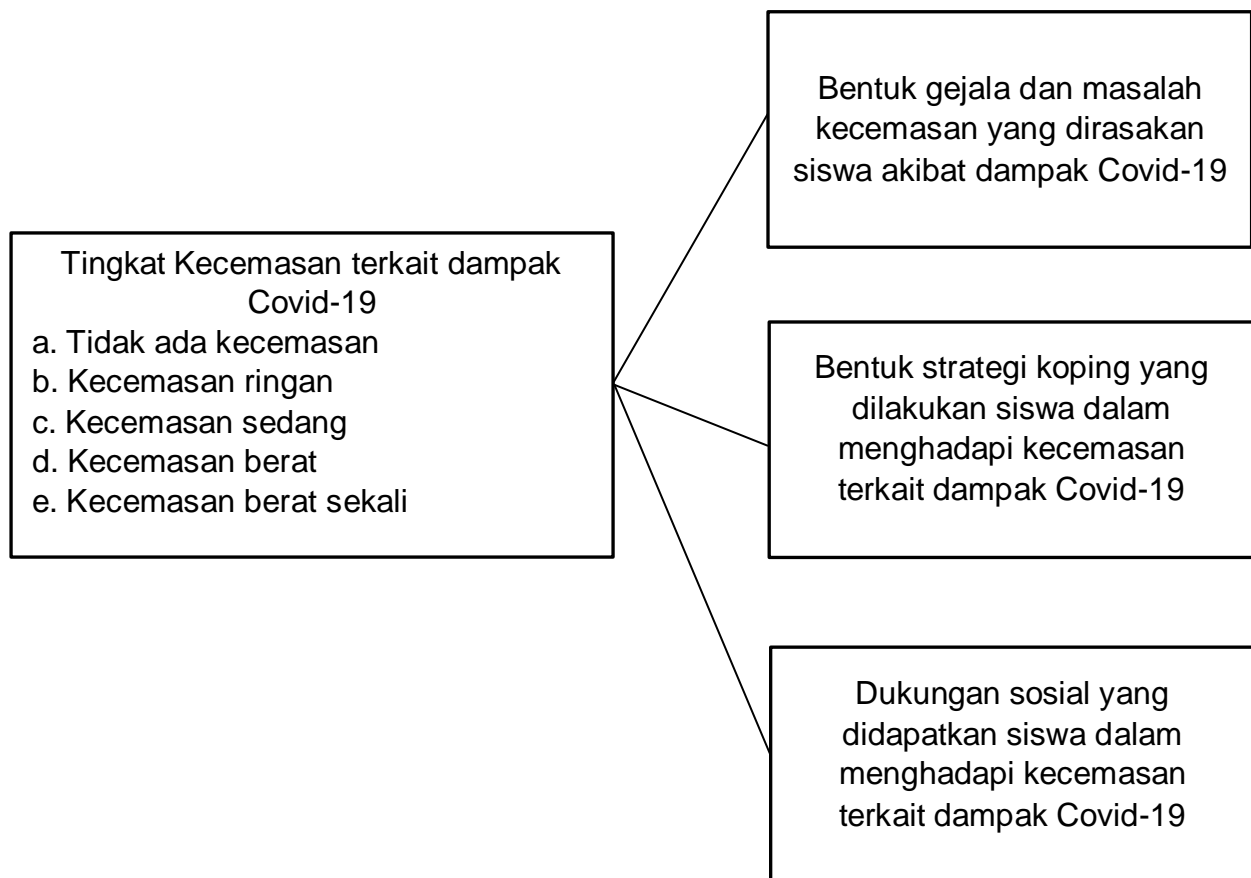 Bentuk gejala dan masalah
kecemasan yang dirasakan
siswa akibat dampak Covid-19
Tingkat Kecemasan terkait dampak
Covid-19
a. Tidak ada kecemasan
b. Kecemasan ringan
c. Kecemasan sedang
d. Kecemasan berat
e. Kecemasan berat sekali
Bentuk strategi koping yang
dilakukan siswa dalam
menghadapi kecemasan
terkait dampak Covid-19
Dukungan sosial yang
didapatkan siswa dalam
menghadapi kecemasan
terkait dampak Covid-19